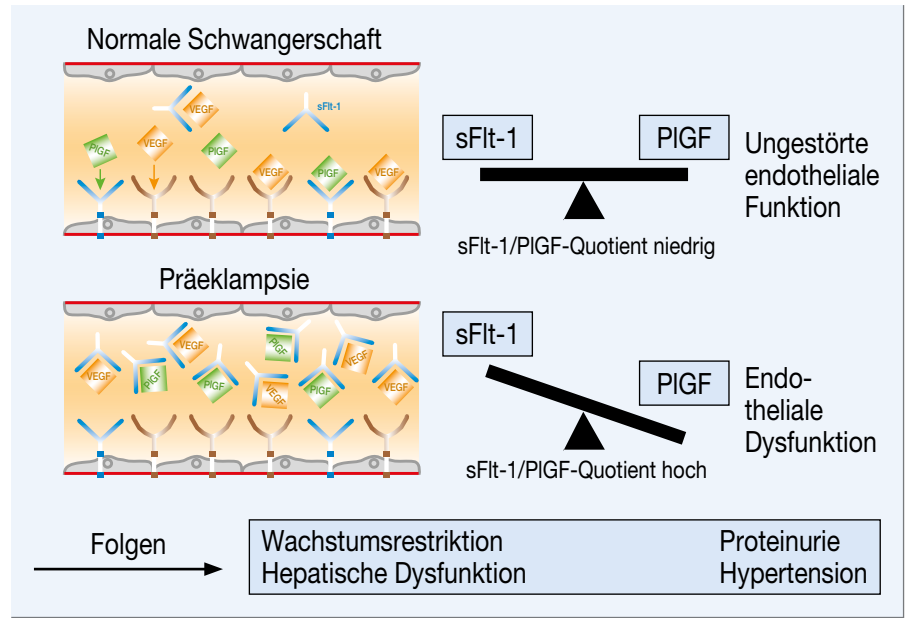 Normale Schwangerschaft
VEGF
sFlt-1
PlGF
VEGF
PlGF
VEGF
PlGF
VEGF
sFlt-1
PlGF
Ungestörte
endotheliale
Funktion
sFlt-1/PlGF-Quotient niedrig
Präeklampsie
VEGF
PlGF
VEGF
PlGF
VEGF
PlGF
PlGF
VEGF
VEGF
sFlt-1
PlGF
Endo-
theliale
Dysfunktion
sFlt-1/PlGF-Quotient hoch
Folgen
Wachstumsrestriktion
Hepatische Dysfunktion
Proteinurie
Hypertension